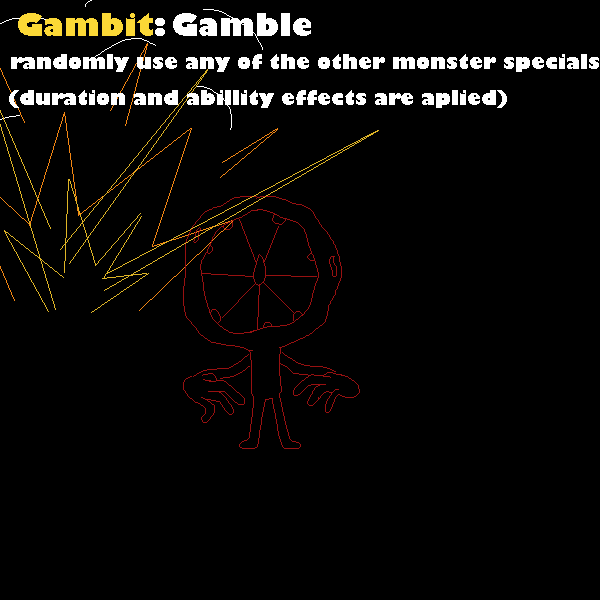 Gambit: Gamble
randomly use any of the other monster specials
(duration and abillity effects are aplied)